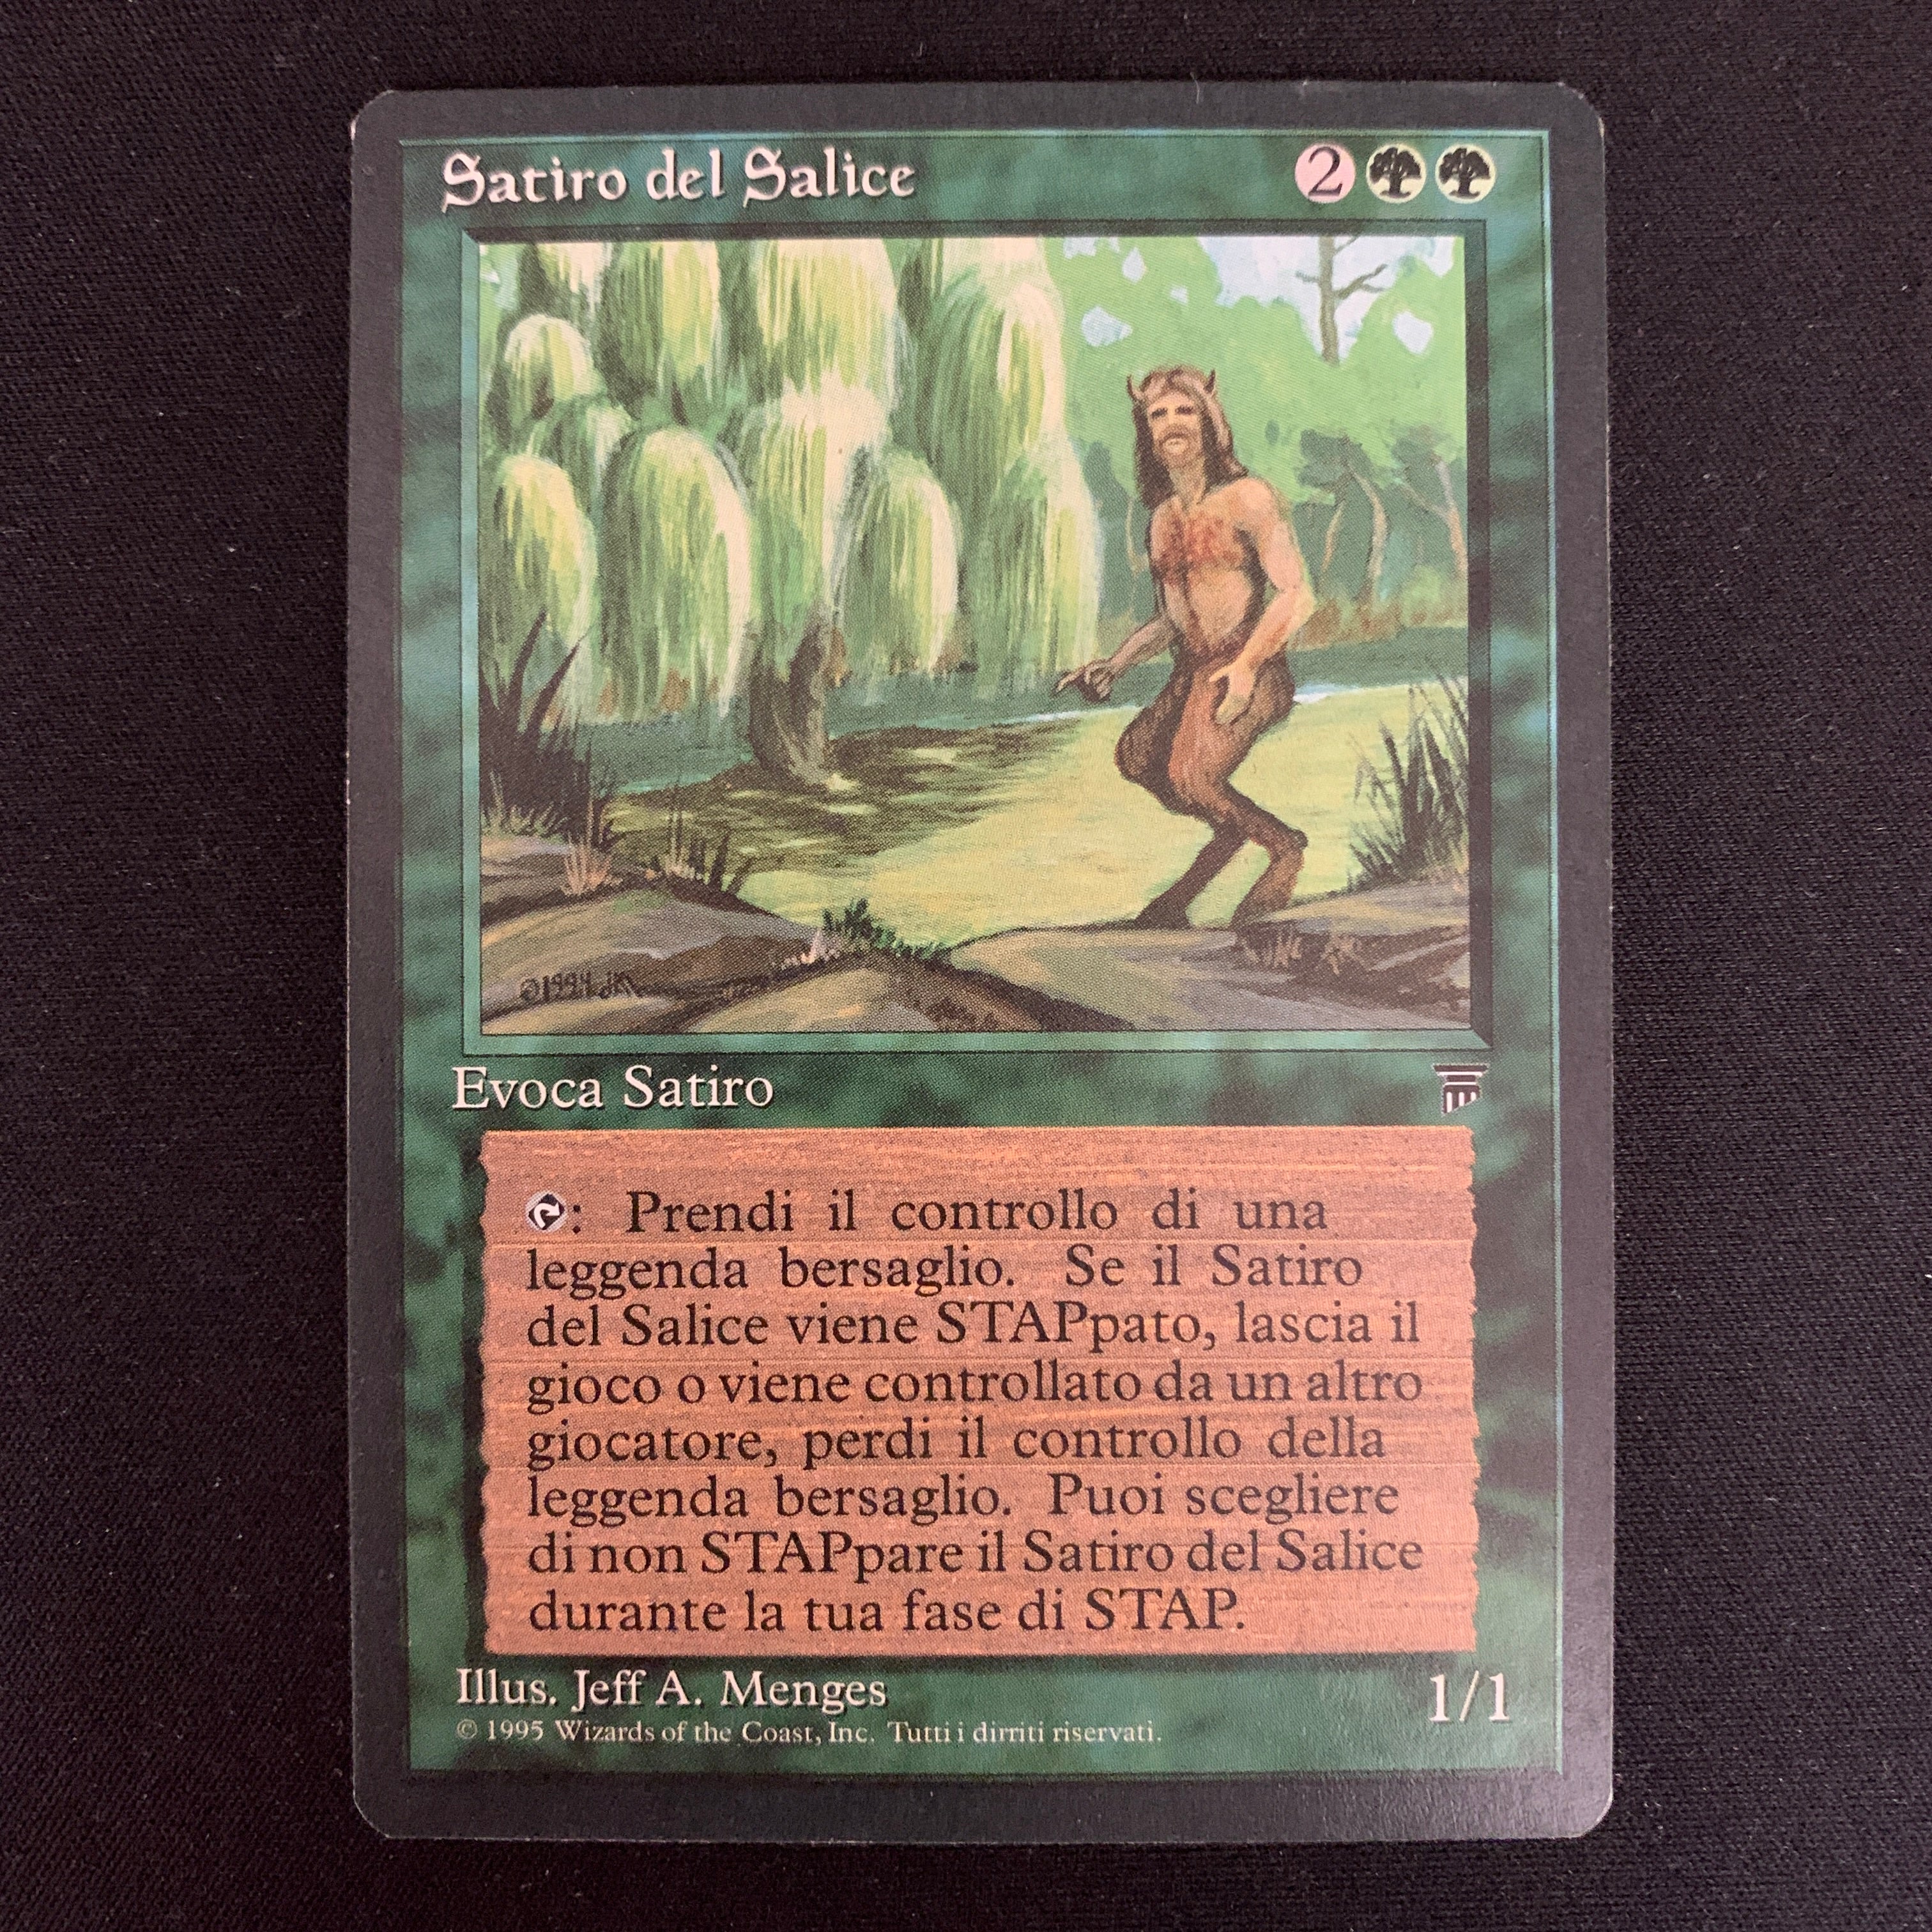 Satiro del Salice 2
©1994 JM
Evoca Satiro
: Prendi il controllo di una
leggenda bersaglio. Se il Satiro
del Salice viene STAPpato, lascia il
gioco o viene controllato da un altro
giocatore, perdi il controllo della
leggenda bersaglio. Puoi scegliere
di non STAPpare il Satiro del Salice
durante la tua fase di STAP.
Illus. Jeff A. Menges 1/1
© 1995 Wizards of the Coast, Inc. Tutti i dirriti riservati.